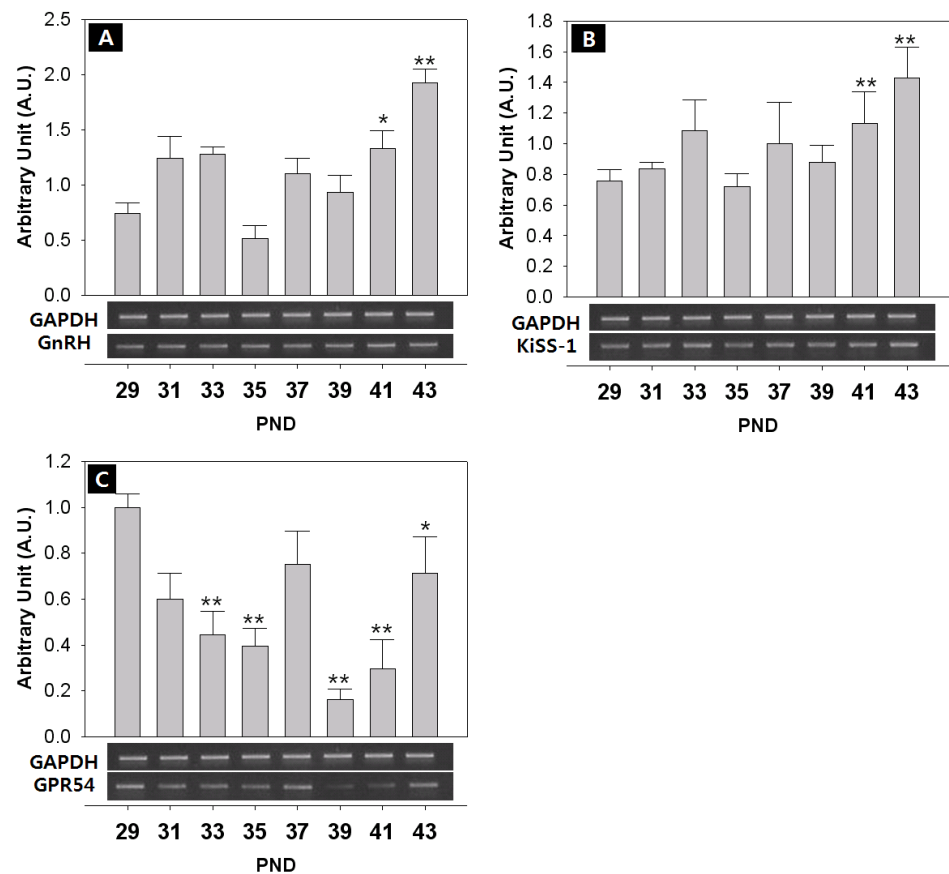 A
Arbitrary Unit (A.U.)
2.5
2.0
1.5
1.0
0.5
0.0
* **
GAPDH
GnRH
29 31 33 35 37 39 41 43
PND
B
Arbitrary Unit (A.U.)
1.8
1.6
1.4
1.2
1.0
0.8
0.6
0.4
0.2
0.0
** **
GAPDH
KiSS-1
29 31 33 35 37 39 41 43
PND
C
Arbitrary Unit (A.U.)
1.2
1.0
0.8
0.6
0.4
0.2
0.0
** ** ** ** *
GAPDH
GPR54
29 31 33 35 37 39 41 43
PND